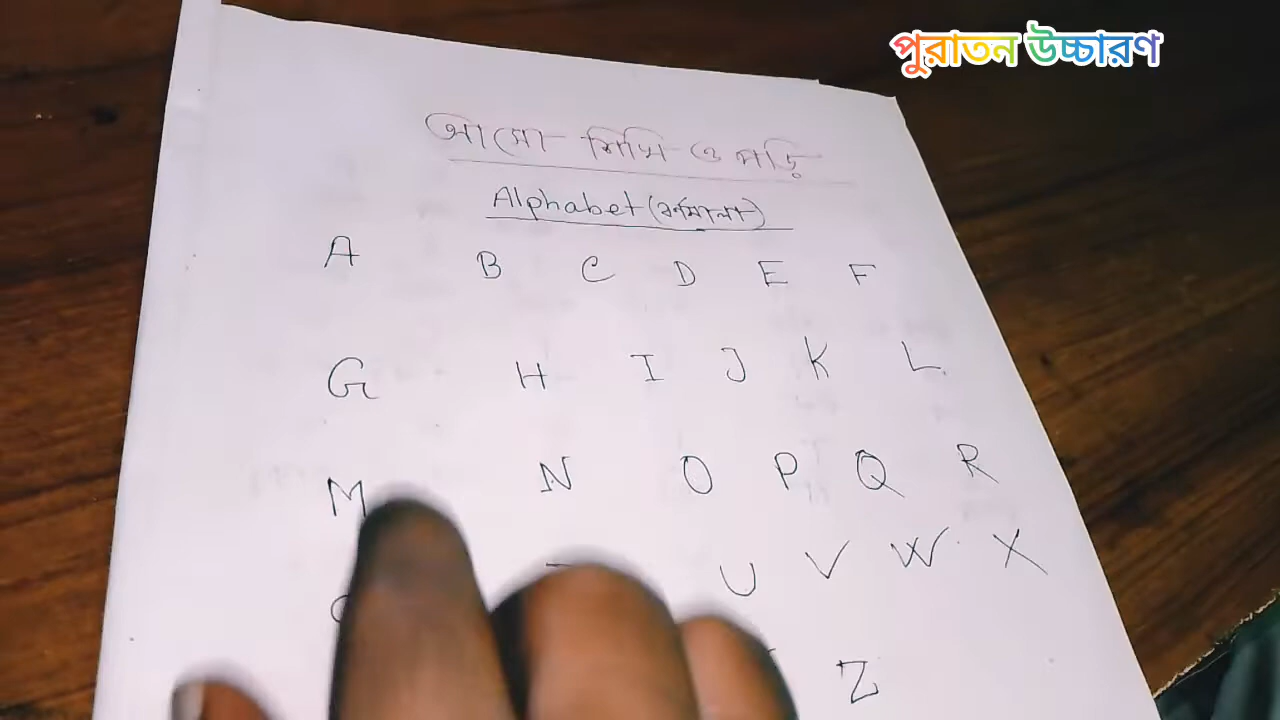 পুরাতন উচ্চারণ
আসো শিখি ও পড়ি
Alphabet (বর্ণমালা)
A B C D E F
G H I J K L
M N O P Q R
U V W X
Z